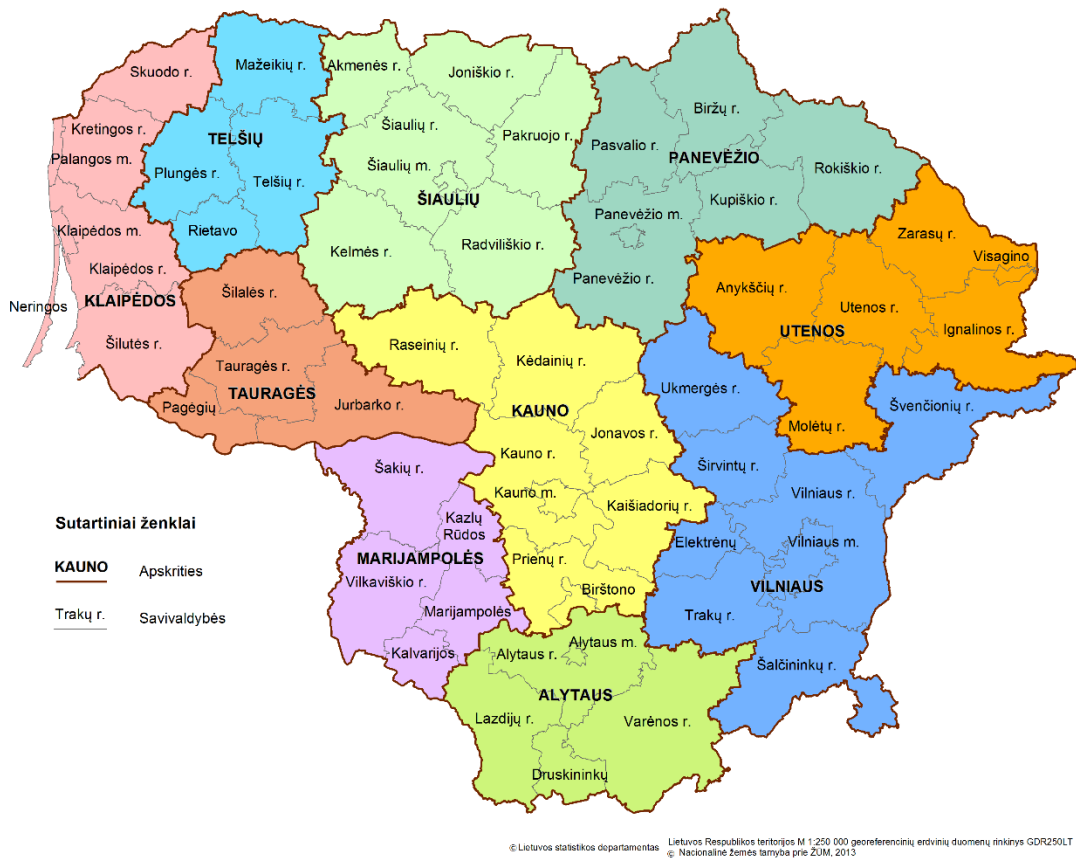 Skuodo r.
Mažeikių r.
Akmenės r.
Joniškio r.
Biržų r.
Kretingos r.
Palangos m.
TELŠIŲ
Šiaulių r.
Pakruojo r.
Pasvalio r.
PANEVĖŽIO
Rokiškio r.
Plungės r.
Telšių r.
Šiaulių m.
ŠIAULIŲ
Kupiškio r.
Panevėžio m.
Klaipėdos m.
Rietavo
Kelmės r.
Radviliškio r.
Zarasų r.
Visagino
Klaipėdos r.
Panevėžio r.
Neringos
KLAIPĖDOS
Šilalės r.
Anykščių r.
Utenos r.
UTENOS
Ignalinos r.
Šilutės r.
Raseinių r.
Kėdainių r.
Tauragės r.
TAURAGĖS
Pagėgių
Jurbarko r.
KAUNO
Ukmergės r.
Švenčionių r.
Molėtų r.
Jonavos r.
Šakių r.
Kauno r.
Širvintų r.
Kauno m.
Kaišiadorių r.
Vilniaus r.
Sutartiniai ženklai
Kazlų
Rūdos
Elektrėnų
Vilniaus m.
KAUNO
Apskrities
MARIJAMPOLĖS
Prienų r.
Vilkaviškio r.
Birštono
VILNIAUS
Trakų r.
Savivaldybės
Marijampolės
Trakų r.
Kalvarijos
Alytaus r.
Alytaus m.
Šalčininkų r.
ALYTAUS
Lazdijų r.
Varėnos r.
Druskininkų
© Lietuvos statistikos departamentas
Lietuvos Respublikos teritorijos M 1:250 000 georeferencinių erdvinių duomenų rinkinys GDR250LT
© Nacionalinė žemės tarnyba prie ŽŪM, 2013